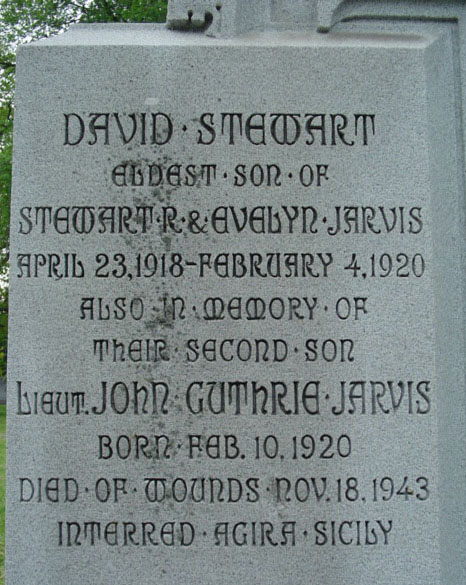 DAVID · STEWART
ELDEST · SON · OF
STEWART · R · & EVELYN · JARVIS
APRIL 23, 1918 - FEBRUARY 4, 1920
ALSO · IN · MEMORY · OF
THEIR · SECOND · SON
LIEUT. JOHN · GUTHRIE · JARVIS
BORN · FEB. 10, 1920
DIED · OF · WOUNDS · NOV. 18, 1943
INTERRED · AGIRA · SICILY